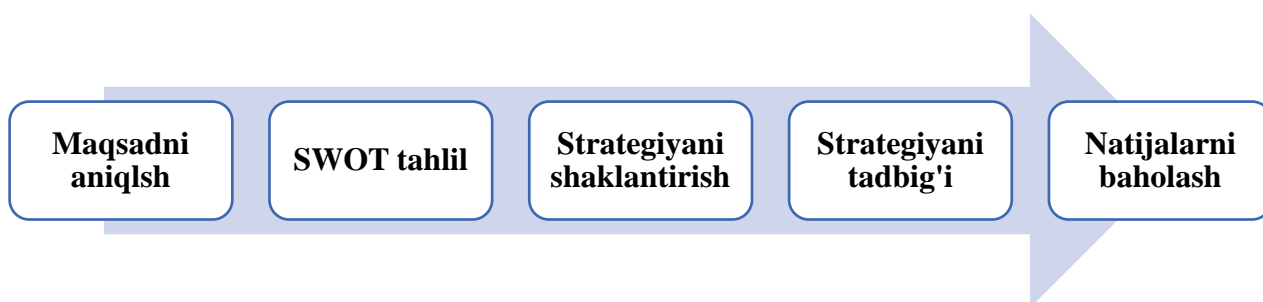 Maqsadni
aniqlsh
SWOT tahlil
Strategiyani
shaklantirish
Strategiyani
tadbig'i
Natijalarni
baholash